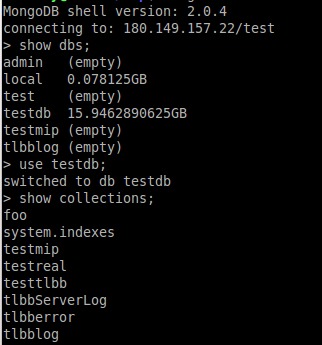 MongoDB shell version: 2.0.4
connecting to: 180.149.157.22/test
> show dbs;
admin   (empty)
local   0.078125GB
test    (empty)
testdb  15.9462890625GB
testmip (empty)
tlbblog (empty)
> use testdb;
switched to db testdb
> show collections;
foo
system.indexes
testmip
testreal
testtlbb
tlbbServerLog
tlbberror
tlbblog